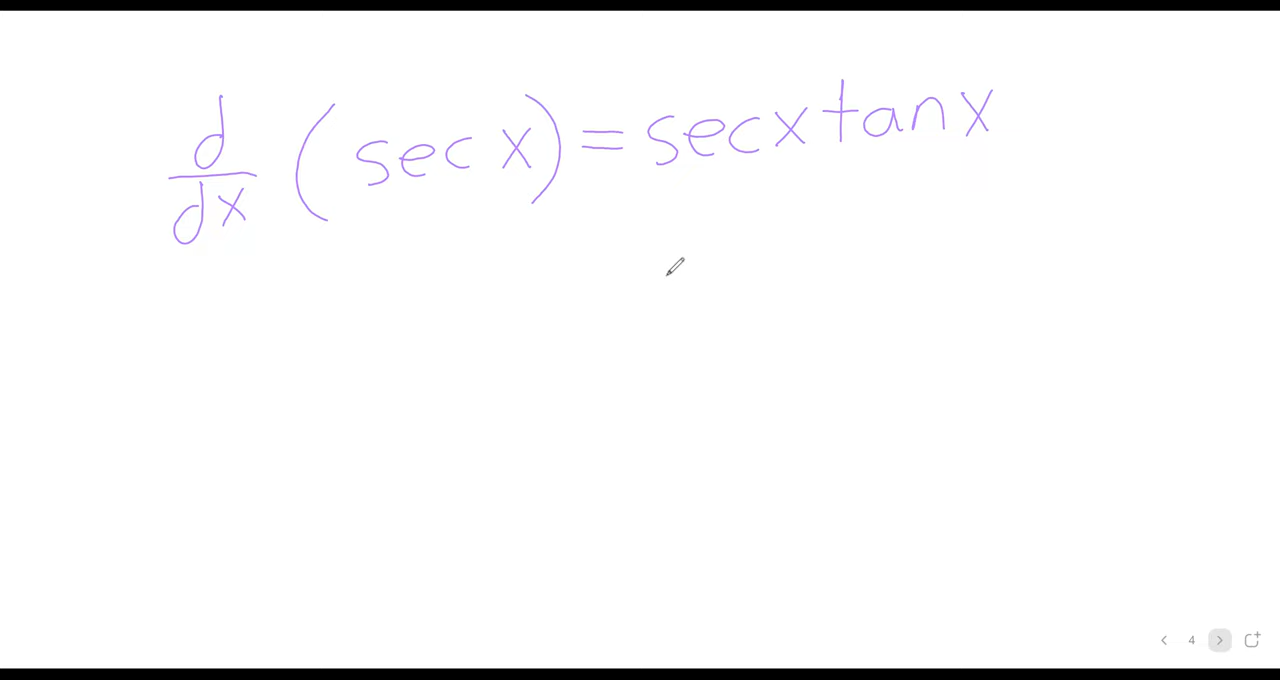 d/dx (sec x) = sec x tan x
4